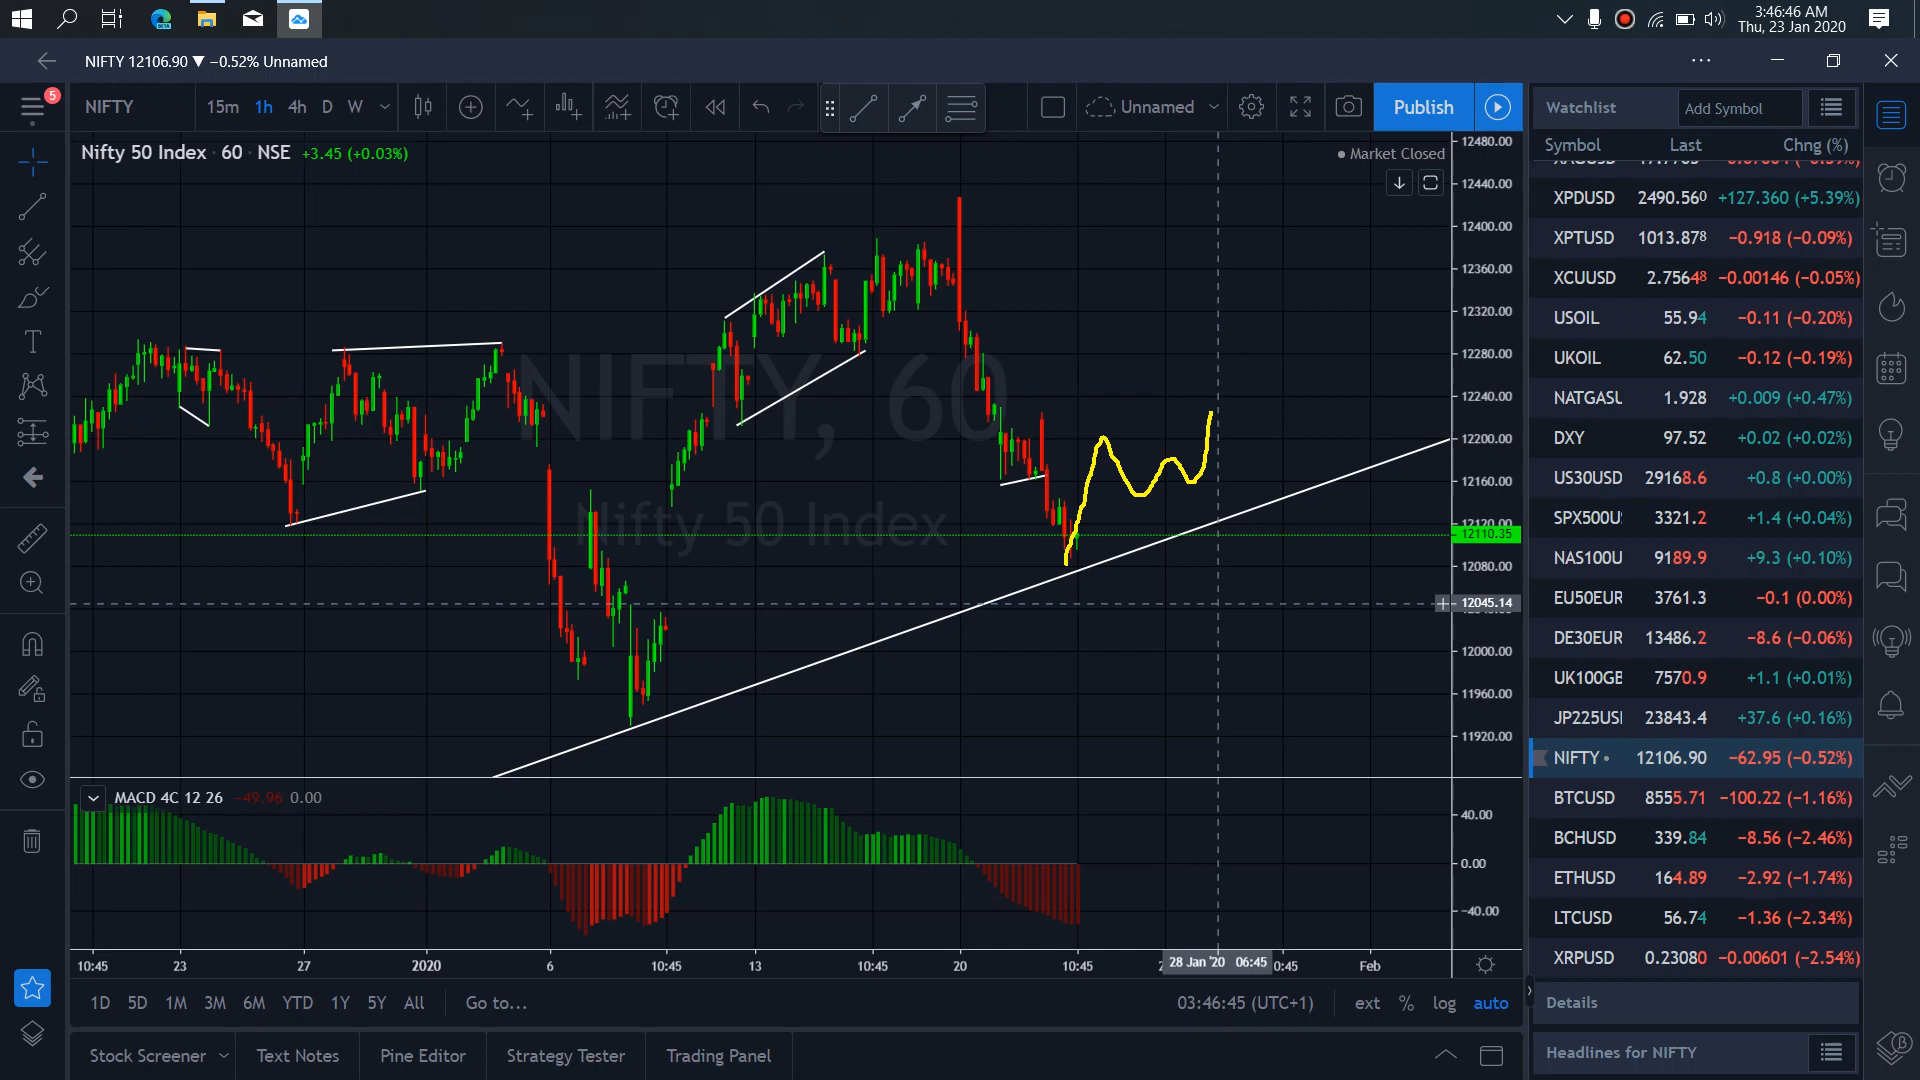 3:46:46 AM
Thu, 23 Jan 2020
NIFTY 12106.90 ▼ −0.52% Unnamed
5
NIFTY 15m 1h 4h D W Unnamed Publish
Watchlist Add Symbol
Nifty 50 Index · 60 · NSE +3.45 (+0.03%)
Market Closed
Symbol Last Chng (%)
XPDUSD 2490.560 +127.360 (+5.39%)
XPTUSD 1013.878 −0.918 (−0.09%)
XCUUSD 2.75648 −0.00146 (−0.05%)
USOIL 55.94 −0.11 (−0.20%)
UKOIL 62.50 −0.12 (−0.19%)
NATGASU 1.928 +0.009 (+0.47%)
DXY 97.52 +0.02 (+0.02%)
US30USD 29168.6 +0.8 (+0.00%)
SPX500U 3321.2 +1.4 (+0.04%)
NAS100U 9189.9 +9.3 (+0.10%)
EU50EUR 3761.3 −0.1 (0.00%)
DE30EUR 13486.2 −8.6 (−0.06%)
UK100GB 7570.9 +1.1 (+0.01%)
JP225US 23843.4 +37.6 (+0.16%)
NIFTY 12106.90 −62.95 (−0.52%)
BTCUSD 8555.71 −100.22 (−1.16%)
BCHUSD 339.84 −8.56 (−2.46%)
ETHUSD 164.89 −2.92 (−1.74%)
LTCUSD 56.74 −1.36 (−2.34%)
XRPUSD 0.23080 −0.00601 (−2.54%)
Details
Headlines for NIFTY
12480.00
12440.00
12400.00
12360.00
12320.00
12280.00
12240.00
12200.00
12160.00
12120.00
12110.35
12080.00
12045.14
12000.00
11960.00
11920.00
NIFTY, 60
Nifty 50 Index
MACD 4C 12 26 −49.96 0.00
40.00
0.00
−40.00
10:45 23 27 2020 6 10:45 13 10:45 20 10:45 28 Jan '20 06:45 0:45 Feb
1D 5D 1M 3M 6M YTD 1Y 5Y All Go to... 03:46:45 (UTC+1) ext % log auto
Stock Screener Text Notes Pine Editor Strategy Tester Trading Panel